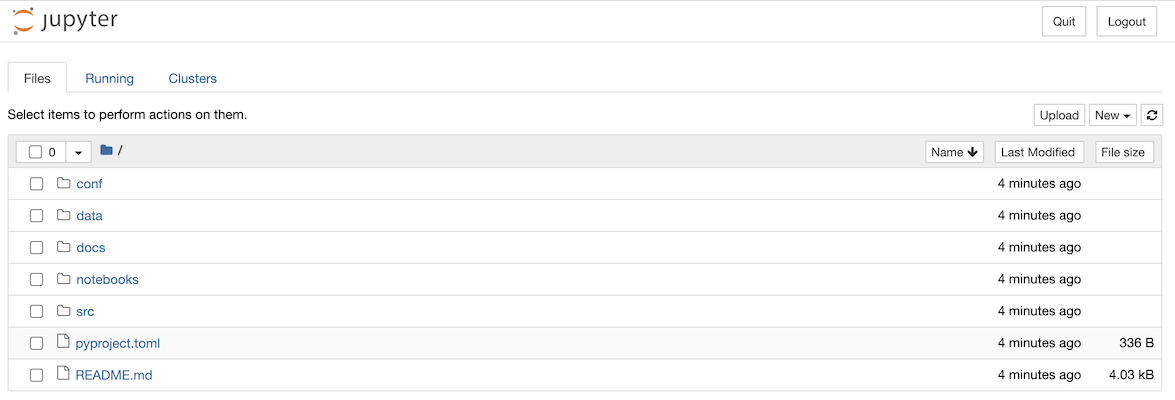 jupyter Quit Logout
Files Running Clusters
Select items to perform actions on them. Upload New
0 / Name Last Modified File size
conf 4 minutes ago
data 4 minutes ago
docs 4 minutes ago
notebooks 4 minutes ago
src 4 minutes ago
pyproject.toml 4 minutes ago 336 B
README.md 4 minutes ago 4.03 kB